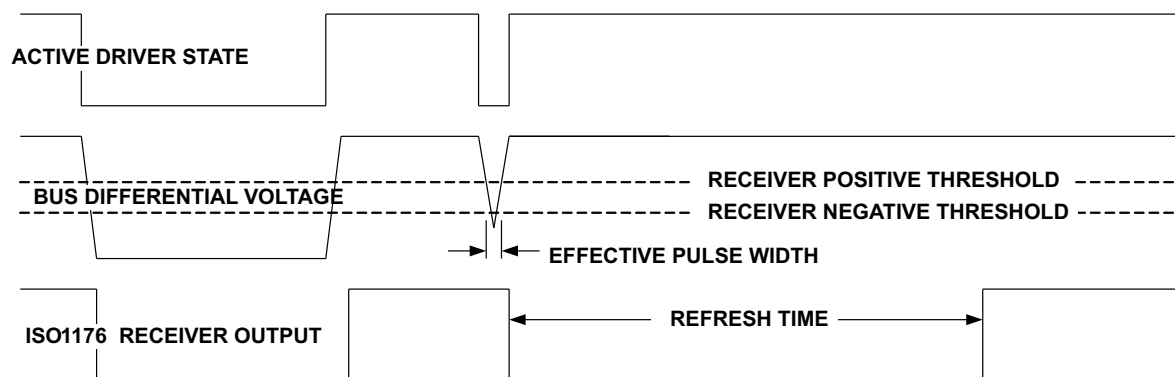 ACTIVE DRIVER STATE
BUS DIFFERENTIAL VOLTAGE
RECEIVER POSITIVE THRESHOLD
RECEIVER NEGATIVE THRESHOLD
EFFECTIVE PULSE WIDTH
ISO1176 RECEIVER OUTPUT
REFRESH TIME